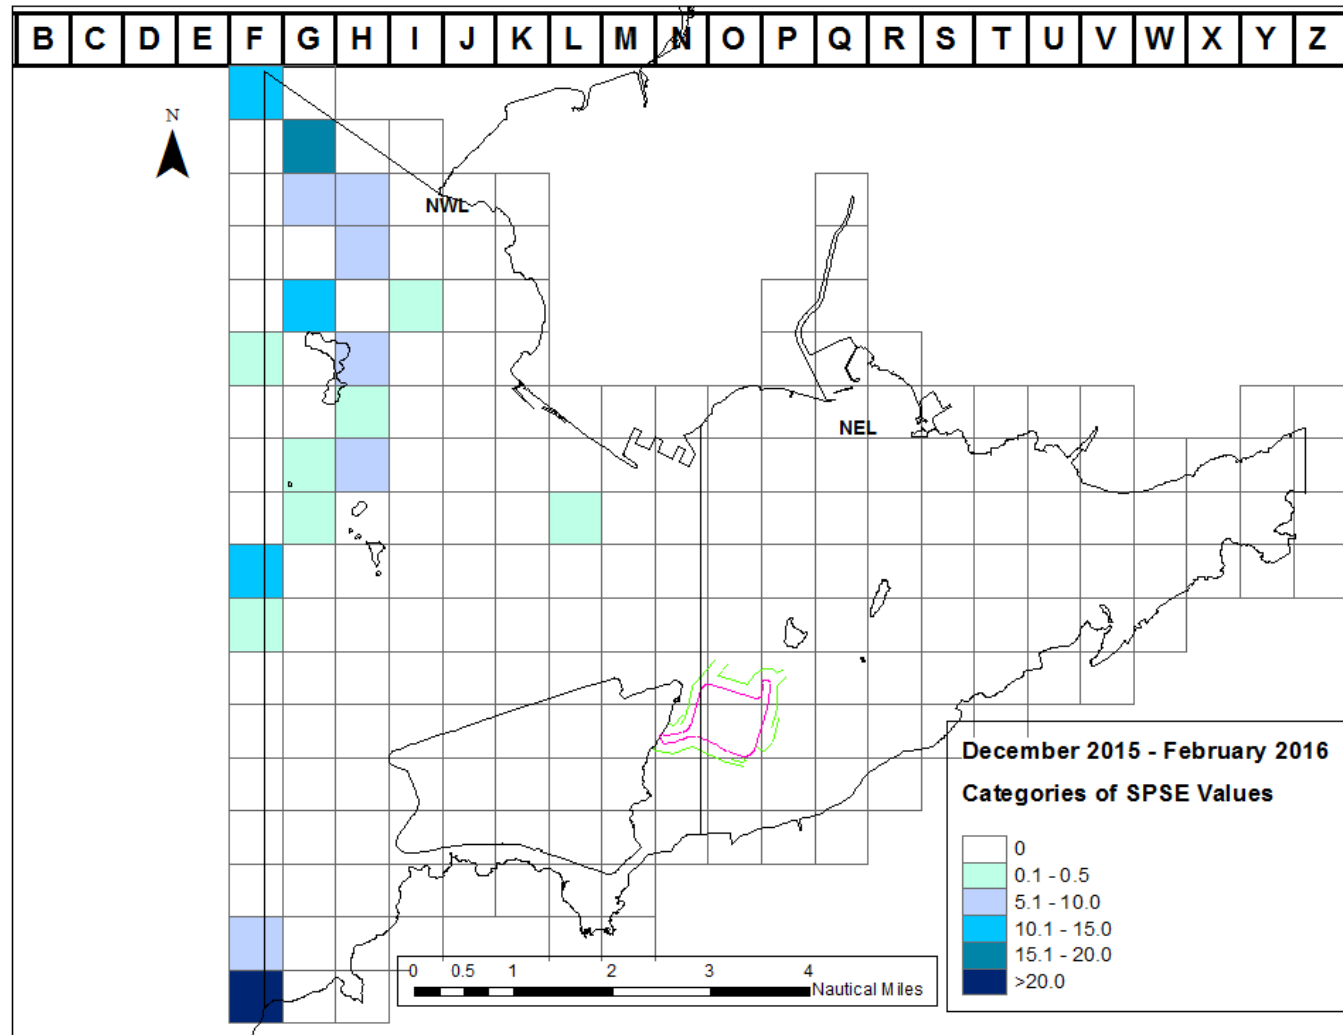 B C D E F G H I J K L M N O P Q R S T U V W X Y Z
N
NWL
NEL
December 2015 - February 2016
Categories of SPSE Values
0
0.1 - 0.5
5.1 - 10.0
10.1 - 15.0
15.1 - 20.0
>20.0
0 0.5 1 2 3 4
Nautical Miles